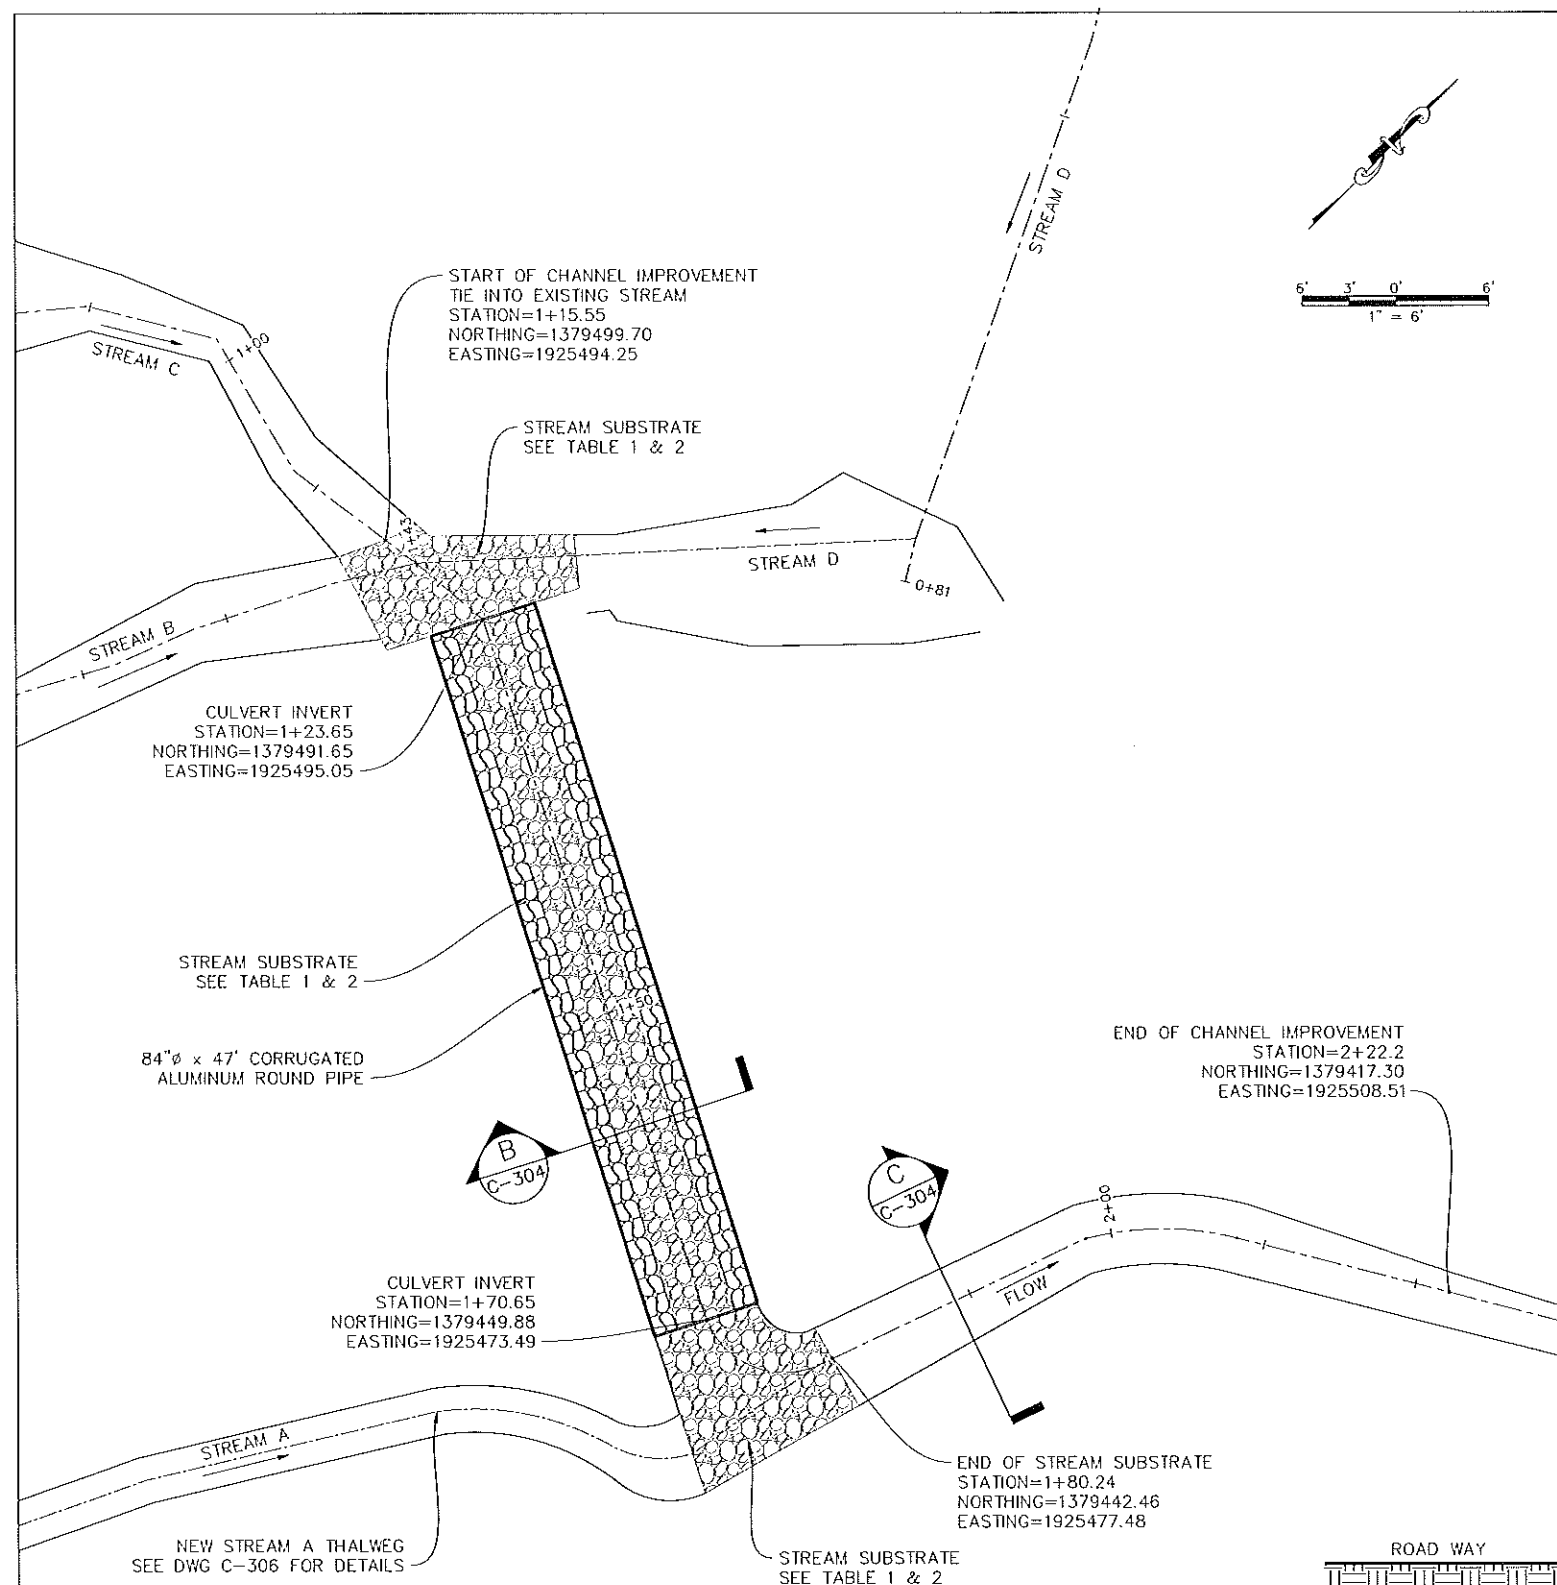 STREAM D
6' 3' 0' 6'
1" = 6'
START OF CHANNEL IMPROVEMENT
TIE INTO EXISTING STREAM
STATION=1+15.55
NORTHING=1379499.70
EASTING=1925494.25
STREAM C
1+00
STREAM SUBSTRATE
SEE TABLE 1 & 2
STREAM D
0+81
STREAM B
CULVERT INVERT
STATION=1+23.65
NORTHING=1379491.65
EASTING=1925495.05
STREAM SUBSTRATE
SEE TABLE 1 & 2
1+50
84"ø x 47' CORRUGATED
ALUMINUM ROUND PIPE
END OF CHANNEL IMPROVEMENT
STATION=2+22.2
NORTHING=1379417.30
EASTING=1925508.51
B
C-304
C
C-304
2+00
FLOW
CULVERT INVERT
STATION=1+70.65
NORTHING=1379449.88
EASTING=1925473.49
STREAM A
END OF STREAM SUBSTRATE
STATION=1+80.24
NORTHING=1379442.46
EASTING=1925477.48
NEW STREAM A THALWEG
SEE DWG C-306 FOR DETAILS
STREAM SUBSTRATE
SEE TABLE 1 & 2
ROAD WAY